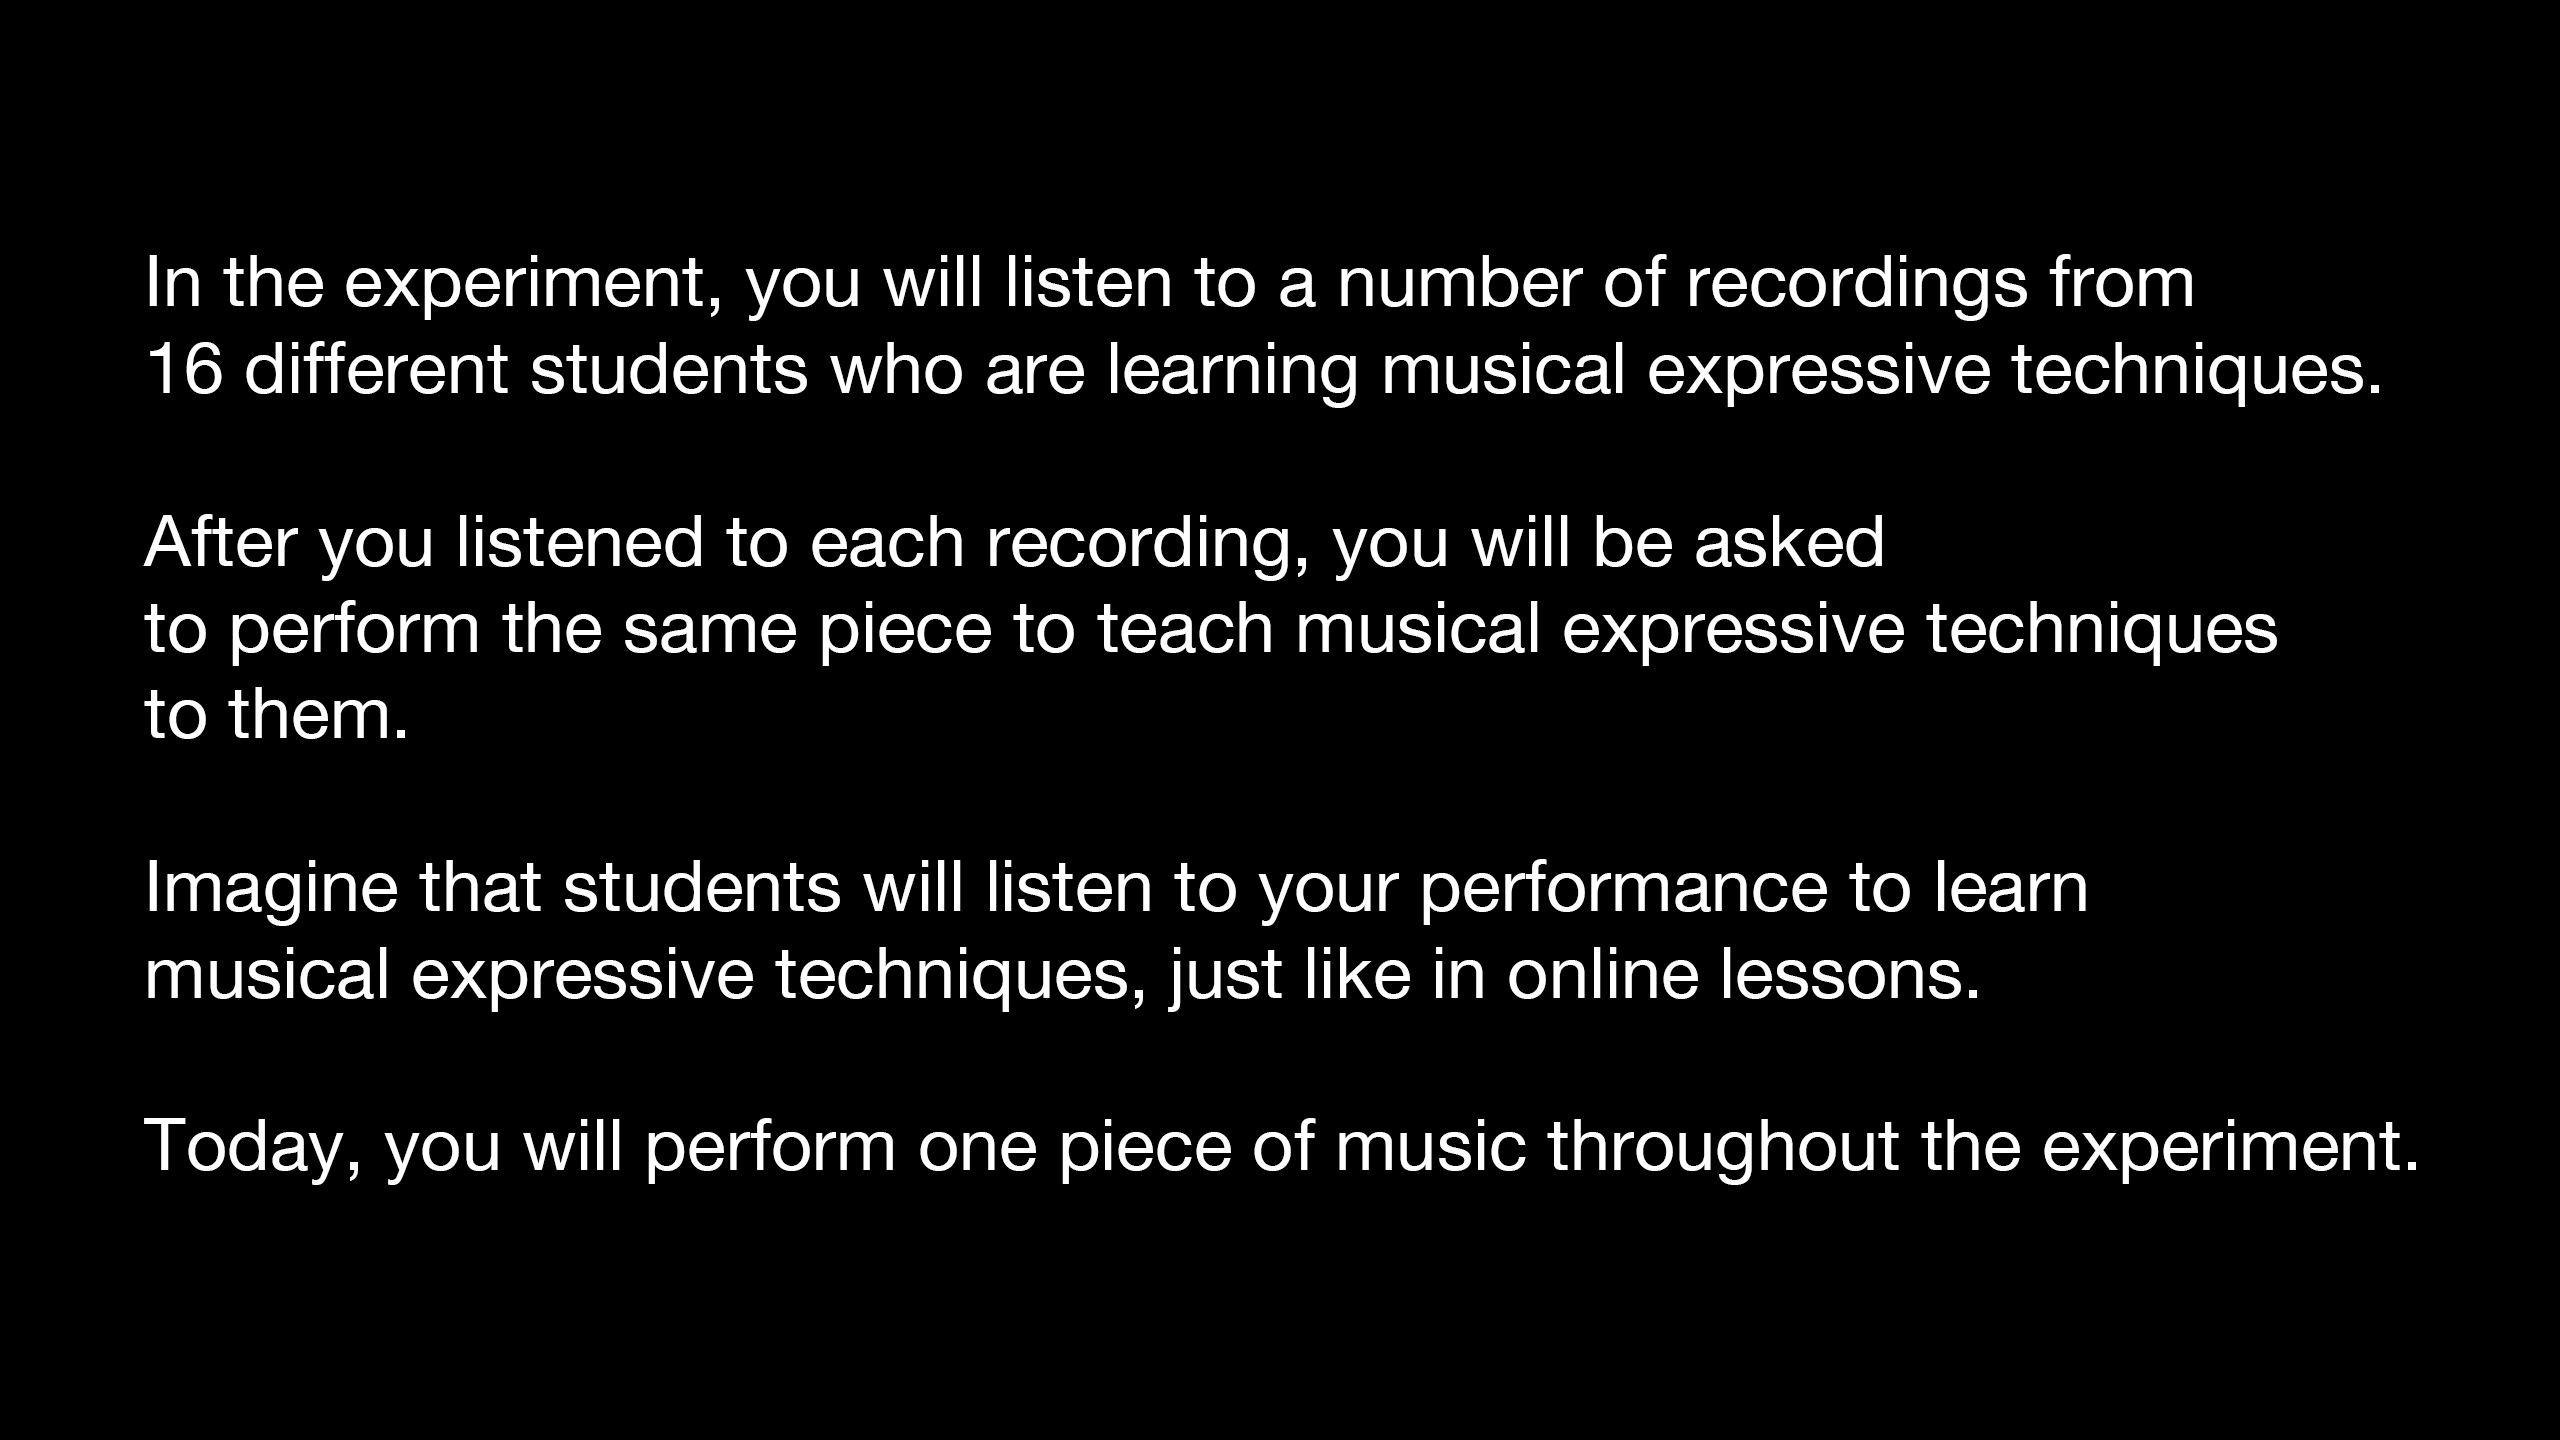 In the experiment, you will listen to a number of recordings from
16 different students who are learning musical expressive techniques.
After you listened to each recording, you will be asked
to perform the same piece to teach musical expressive techniques
to them.
Imagine that students will listen to your performance to learn
musical expressive techniques, just like in online lessons.
Today, you will perform one piece of music throughout the experiment.